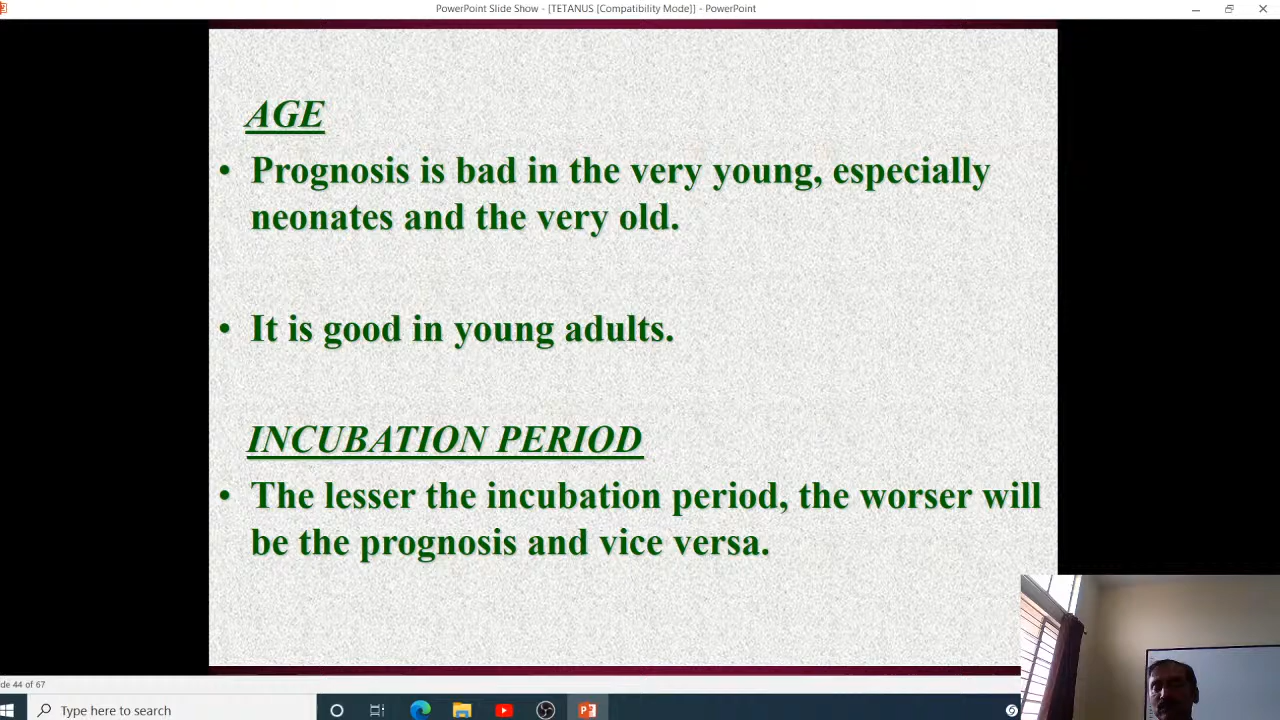 PowerPoint Slide Show - [TETANUS [Compatibility Mode]] - PowerPoint
AGE
• Prognosis is bad in the very young, especially
neonates and the very old.
• It is good in young adults.
INCUBATION PERIOD
• The lesser the incubation period, the worser will
be the prognosis and vice versa.
de 44 of 67
Type here to search